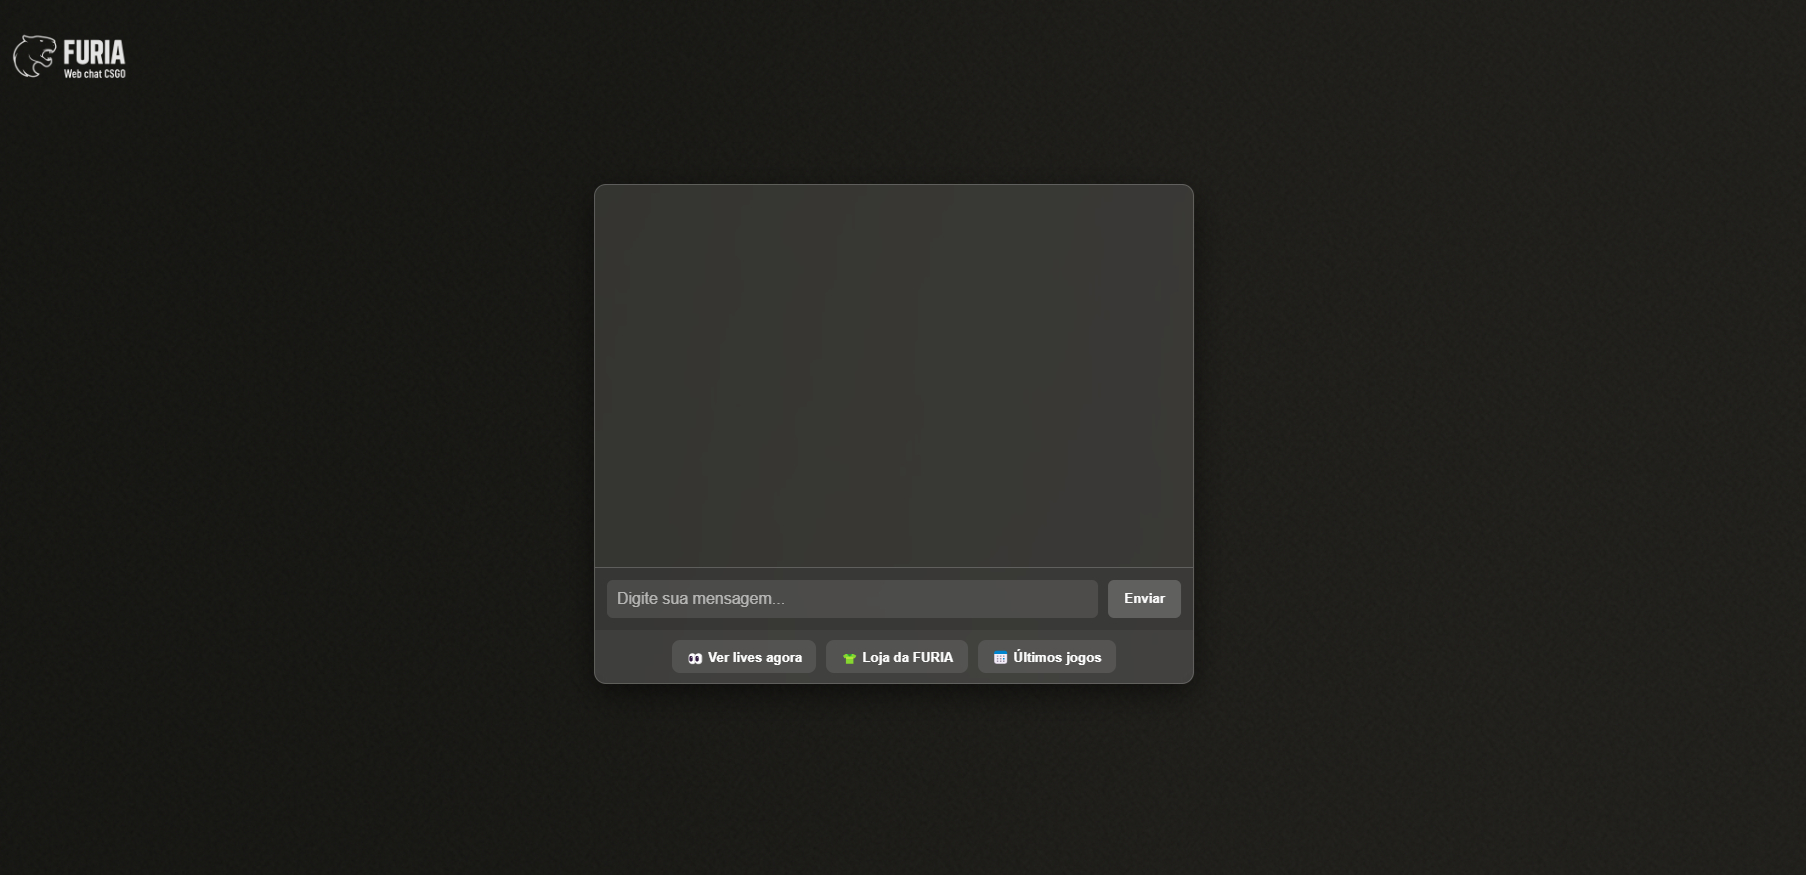 FURIA
Web chat CSGO
Digite sua mensagem...
Enviar
Ver lives agora
Loja da FURIA
Últimos jogos